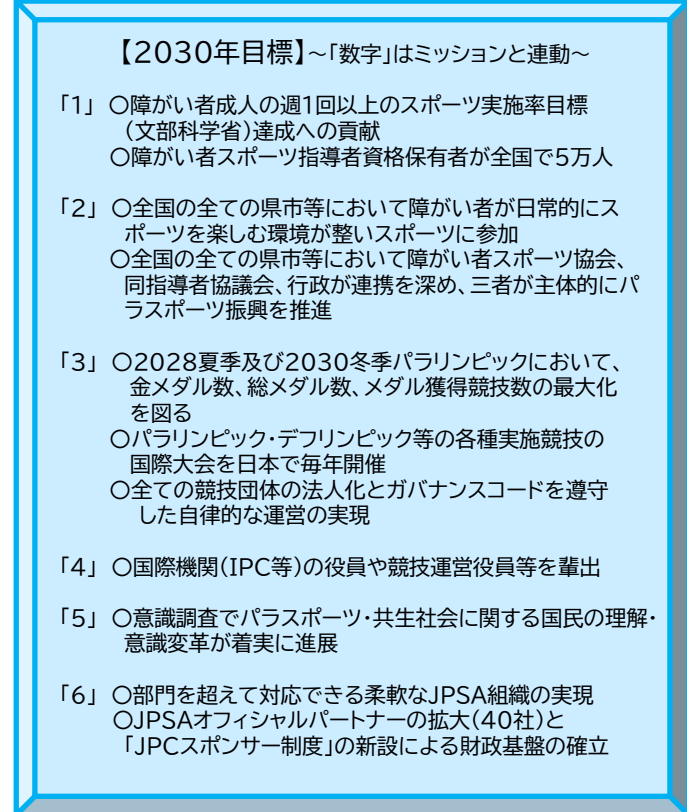 【2030年目標】～「数字」はミッションと連動～
「1」 〇障がい者成人の週1回以上のスポーツ実施率目標
（文部科学省）達成への貢献
〇障がい者スポーツ指導者資格保有者が全国で5万人
「2」 〇全国の全ての県市等において障がい者が日常的にス
ポーツを楽しむ環境が整いスポーツに参加
〇全国の全ての県市等において障がい者スポーツ協会、
同指導者協議会、行政が連携を深め、三者が主体的にパ
ラスポーツ振興を推進
「3」 〇2028夏季及び2030冬季パラリンピックにおいて、
金メダル数、総メダル数、メダル獲得競技数の最大化
を図る
〇パラリンピック・デフリンピック等の各種実施競技の
国際大会を日本で毎年開催
〇全ての競技団体の法人化とガバナンスコードを遵守
した自律的な運営の実現
「4」 〇国際機関（IPC等）の役員や競技運営役員等を輩出
「5」 〇意識調査でパラスポーツ・共生社会に関する国民の理解・
意識変革が着実に進展
「6」 〇部門を超えて対応できる柔軟なJPSA組織の実現
〇JPSAオフィシャルパートナーの拡大（40社）と
「JPCスポンサー制度」の新設による財政基盤の確立